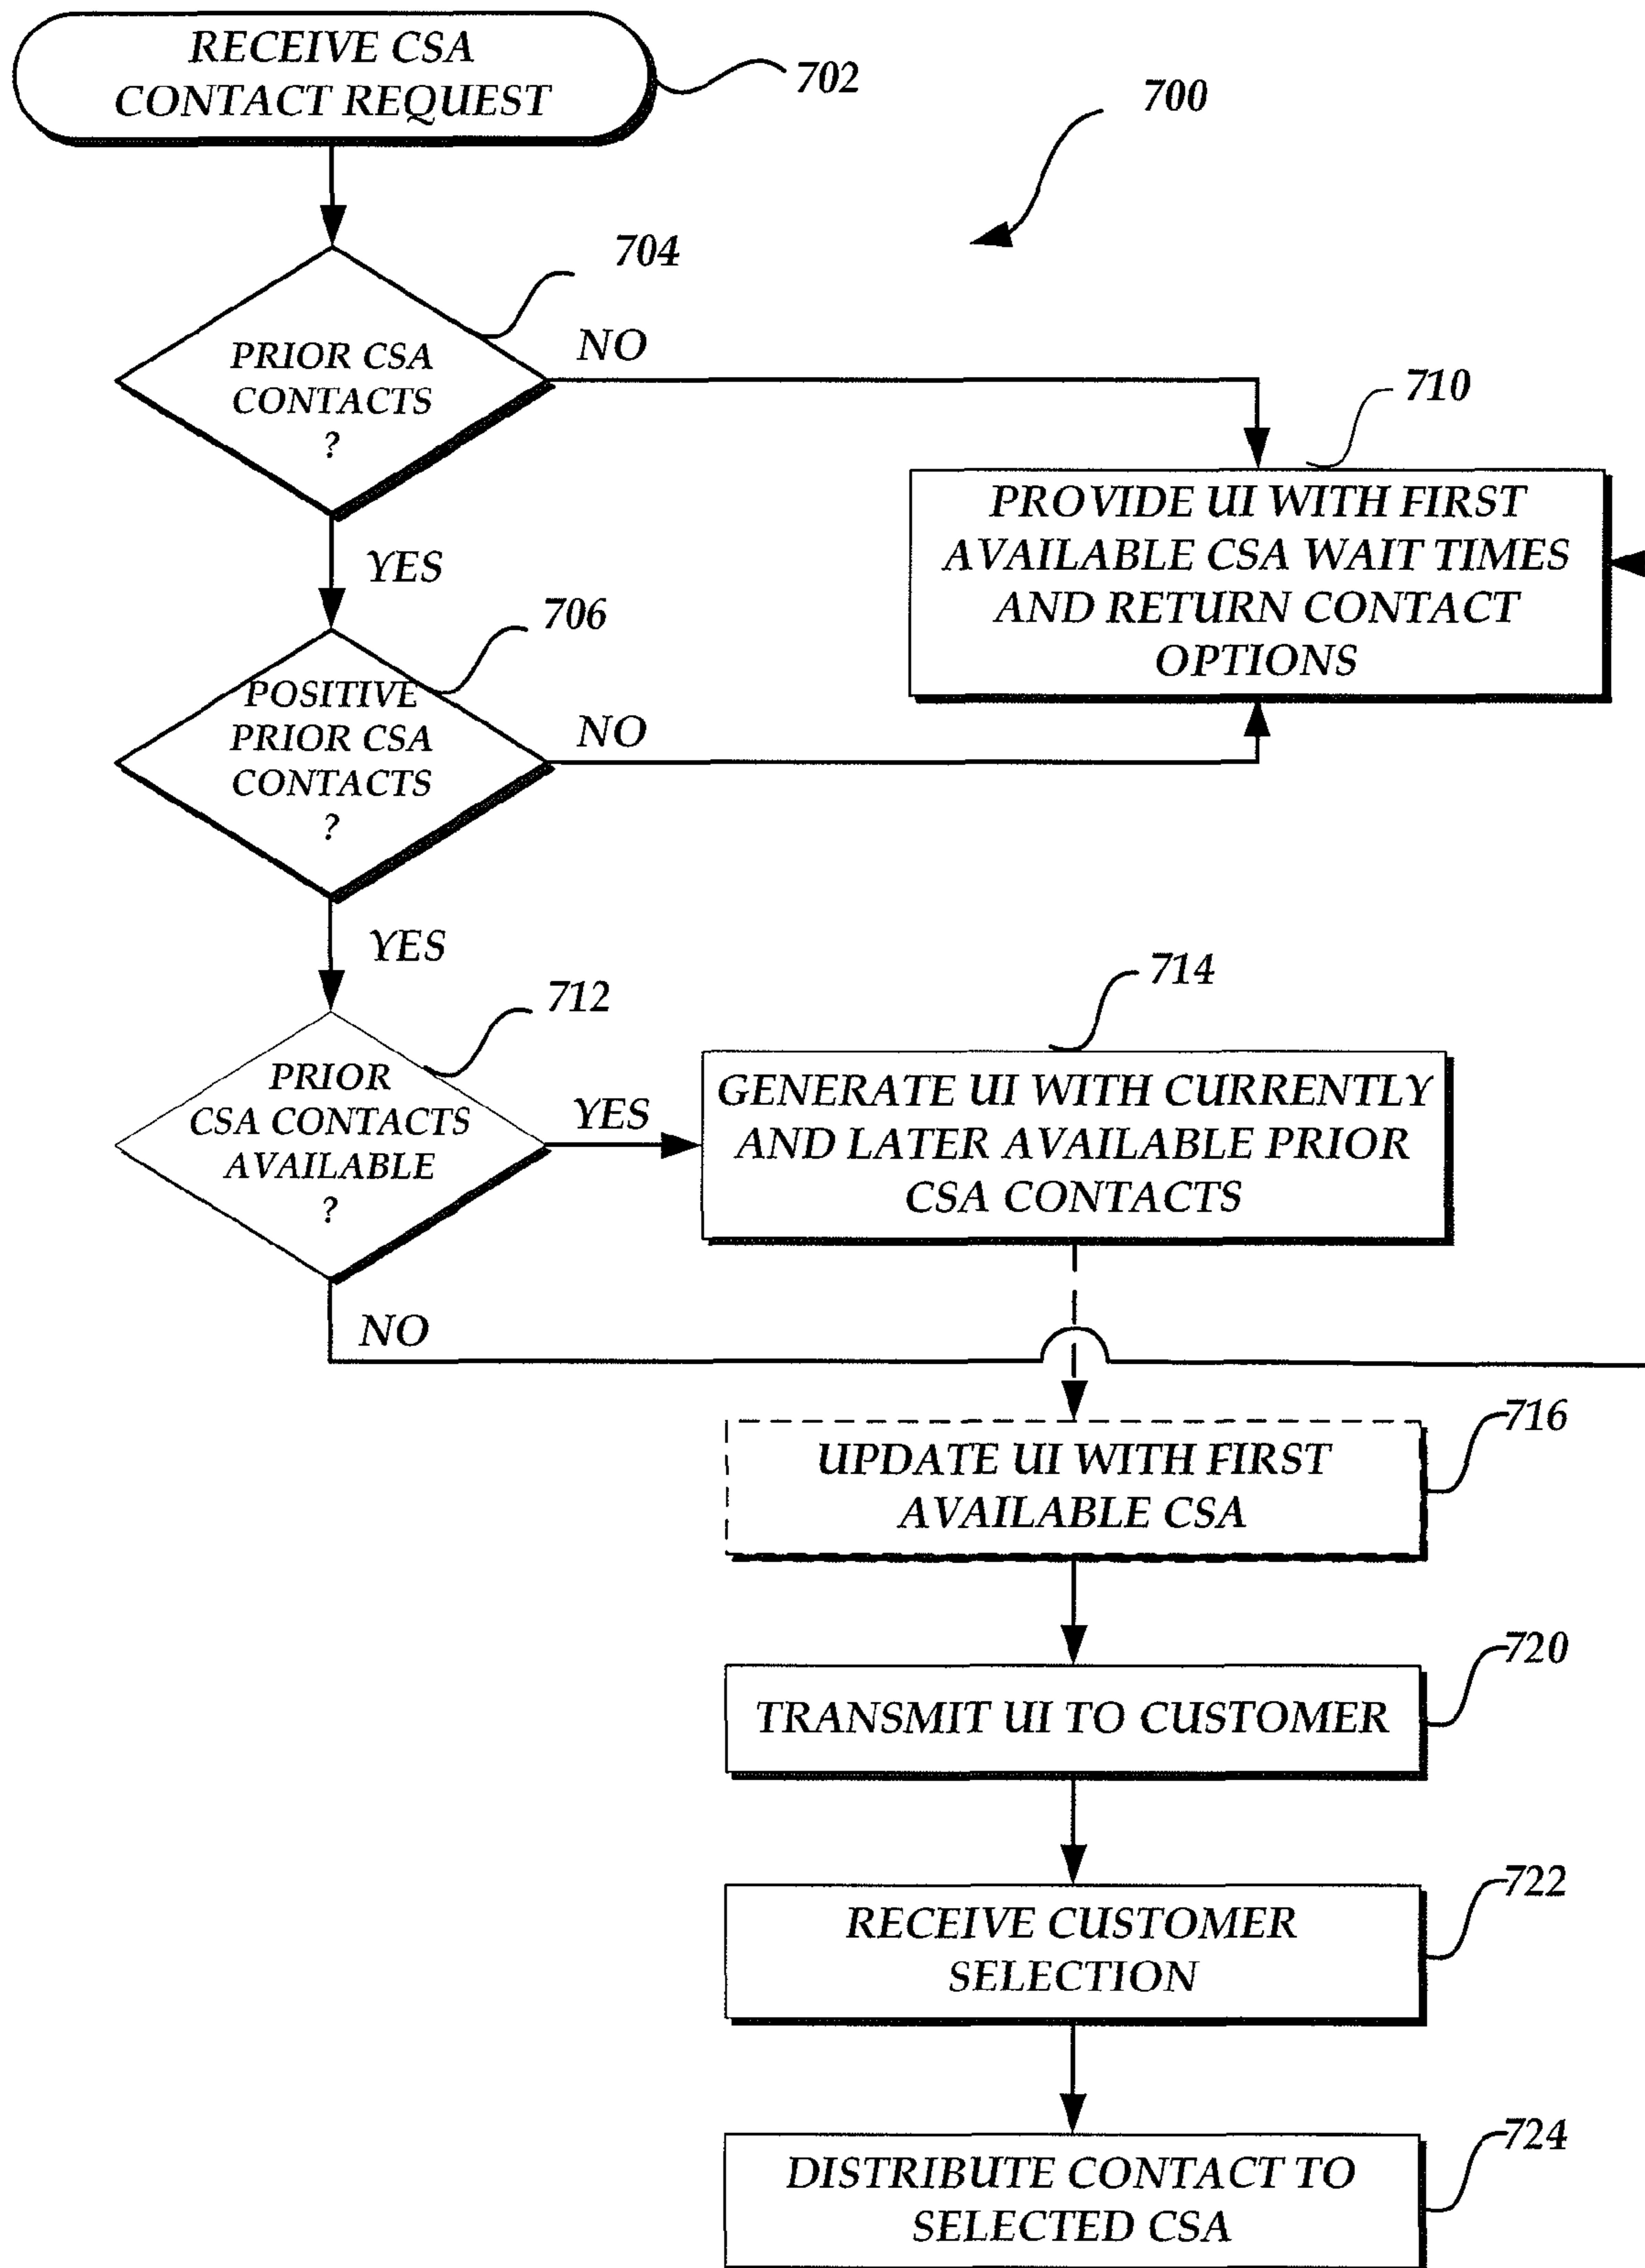 RECEIVE CSA
CONTACT REQUEST
702
700
704
PRIOR CSA
CONTACTS
?
NO
710
PROVIDE UI WITH FIRST
AVAILABLE CSA WAIT TIMES
AND RETURN CONTACT
OPTIONS
YES
706
POSITIVE
PRIOR CSA
CONTACTS
?
NO
YES
712
PRIOR
CSA CONTACTS
AVAILABLE
?
YES
714
GENERATE UI WITH CURRENTLY
AND LATER AVAILABLE PRIOR
CSA CONTACTS
NO
716
UPDATE UI WITH FIRST
AVAILABLE CSA
720
TRANSMIT UI TO CUSTOMER
722
RECEIVE CUSTOMER
SELECTION
724
DISTRIBUTE CONTACT TO
SELECTED CSA